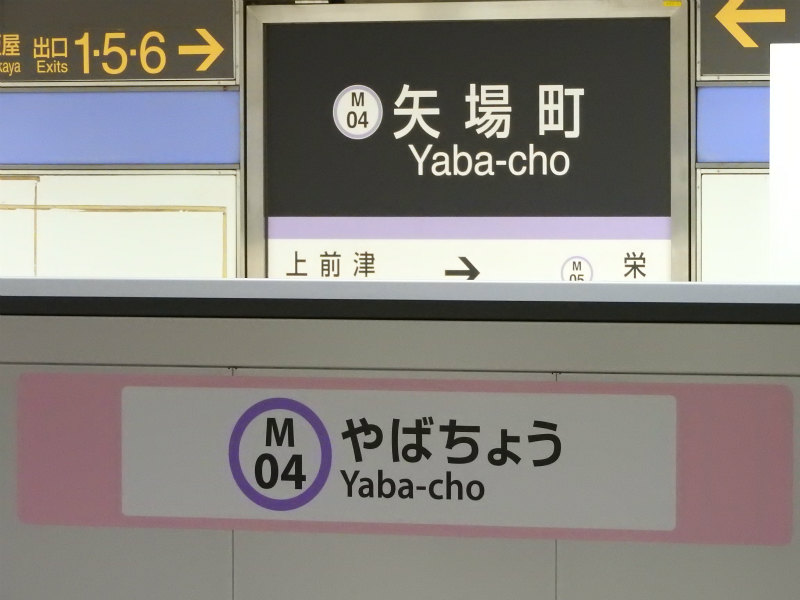 屋 出口 1·5·6 →
Exits
←
M
04
矢場町
Yaba-cho
上前津 → M 栄
05
M
04
やばちょう
Yaba-cho